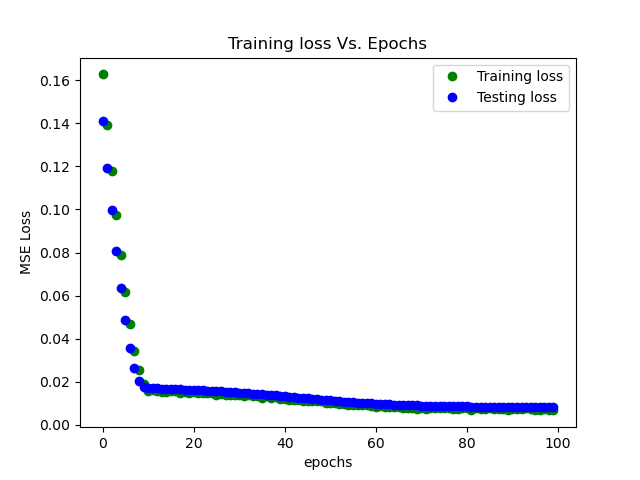 Training loss Vs. Epochs
Training loss
Testing loss
MSE Loss
0.16
0.14
0.12
0.10
0.08
0.06
0.04
0.02
0.00
0 20 40 60 80 100
epochs